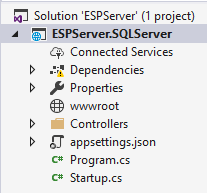 Solution 'ESPServer' (1 project)
ESPServer.SQLServer
Connected Services
Dependencies
Properties
wwwroot
Controllers
appsettings.json
C# Program.cs
C# Startup.cs